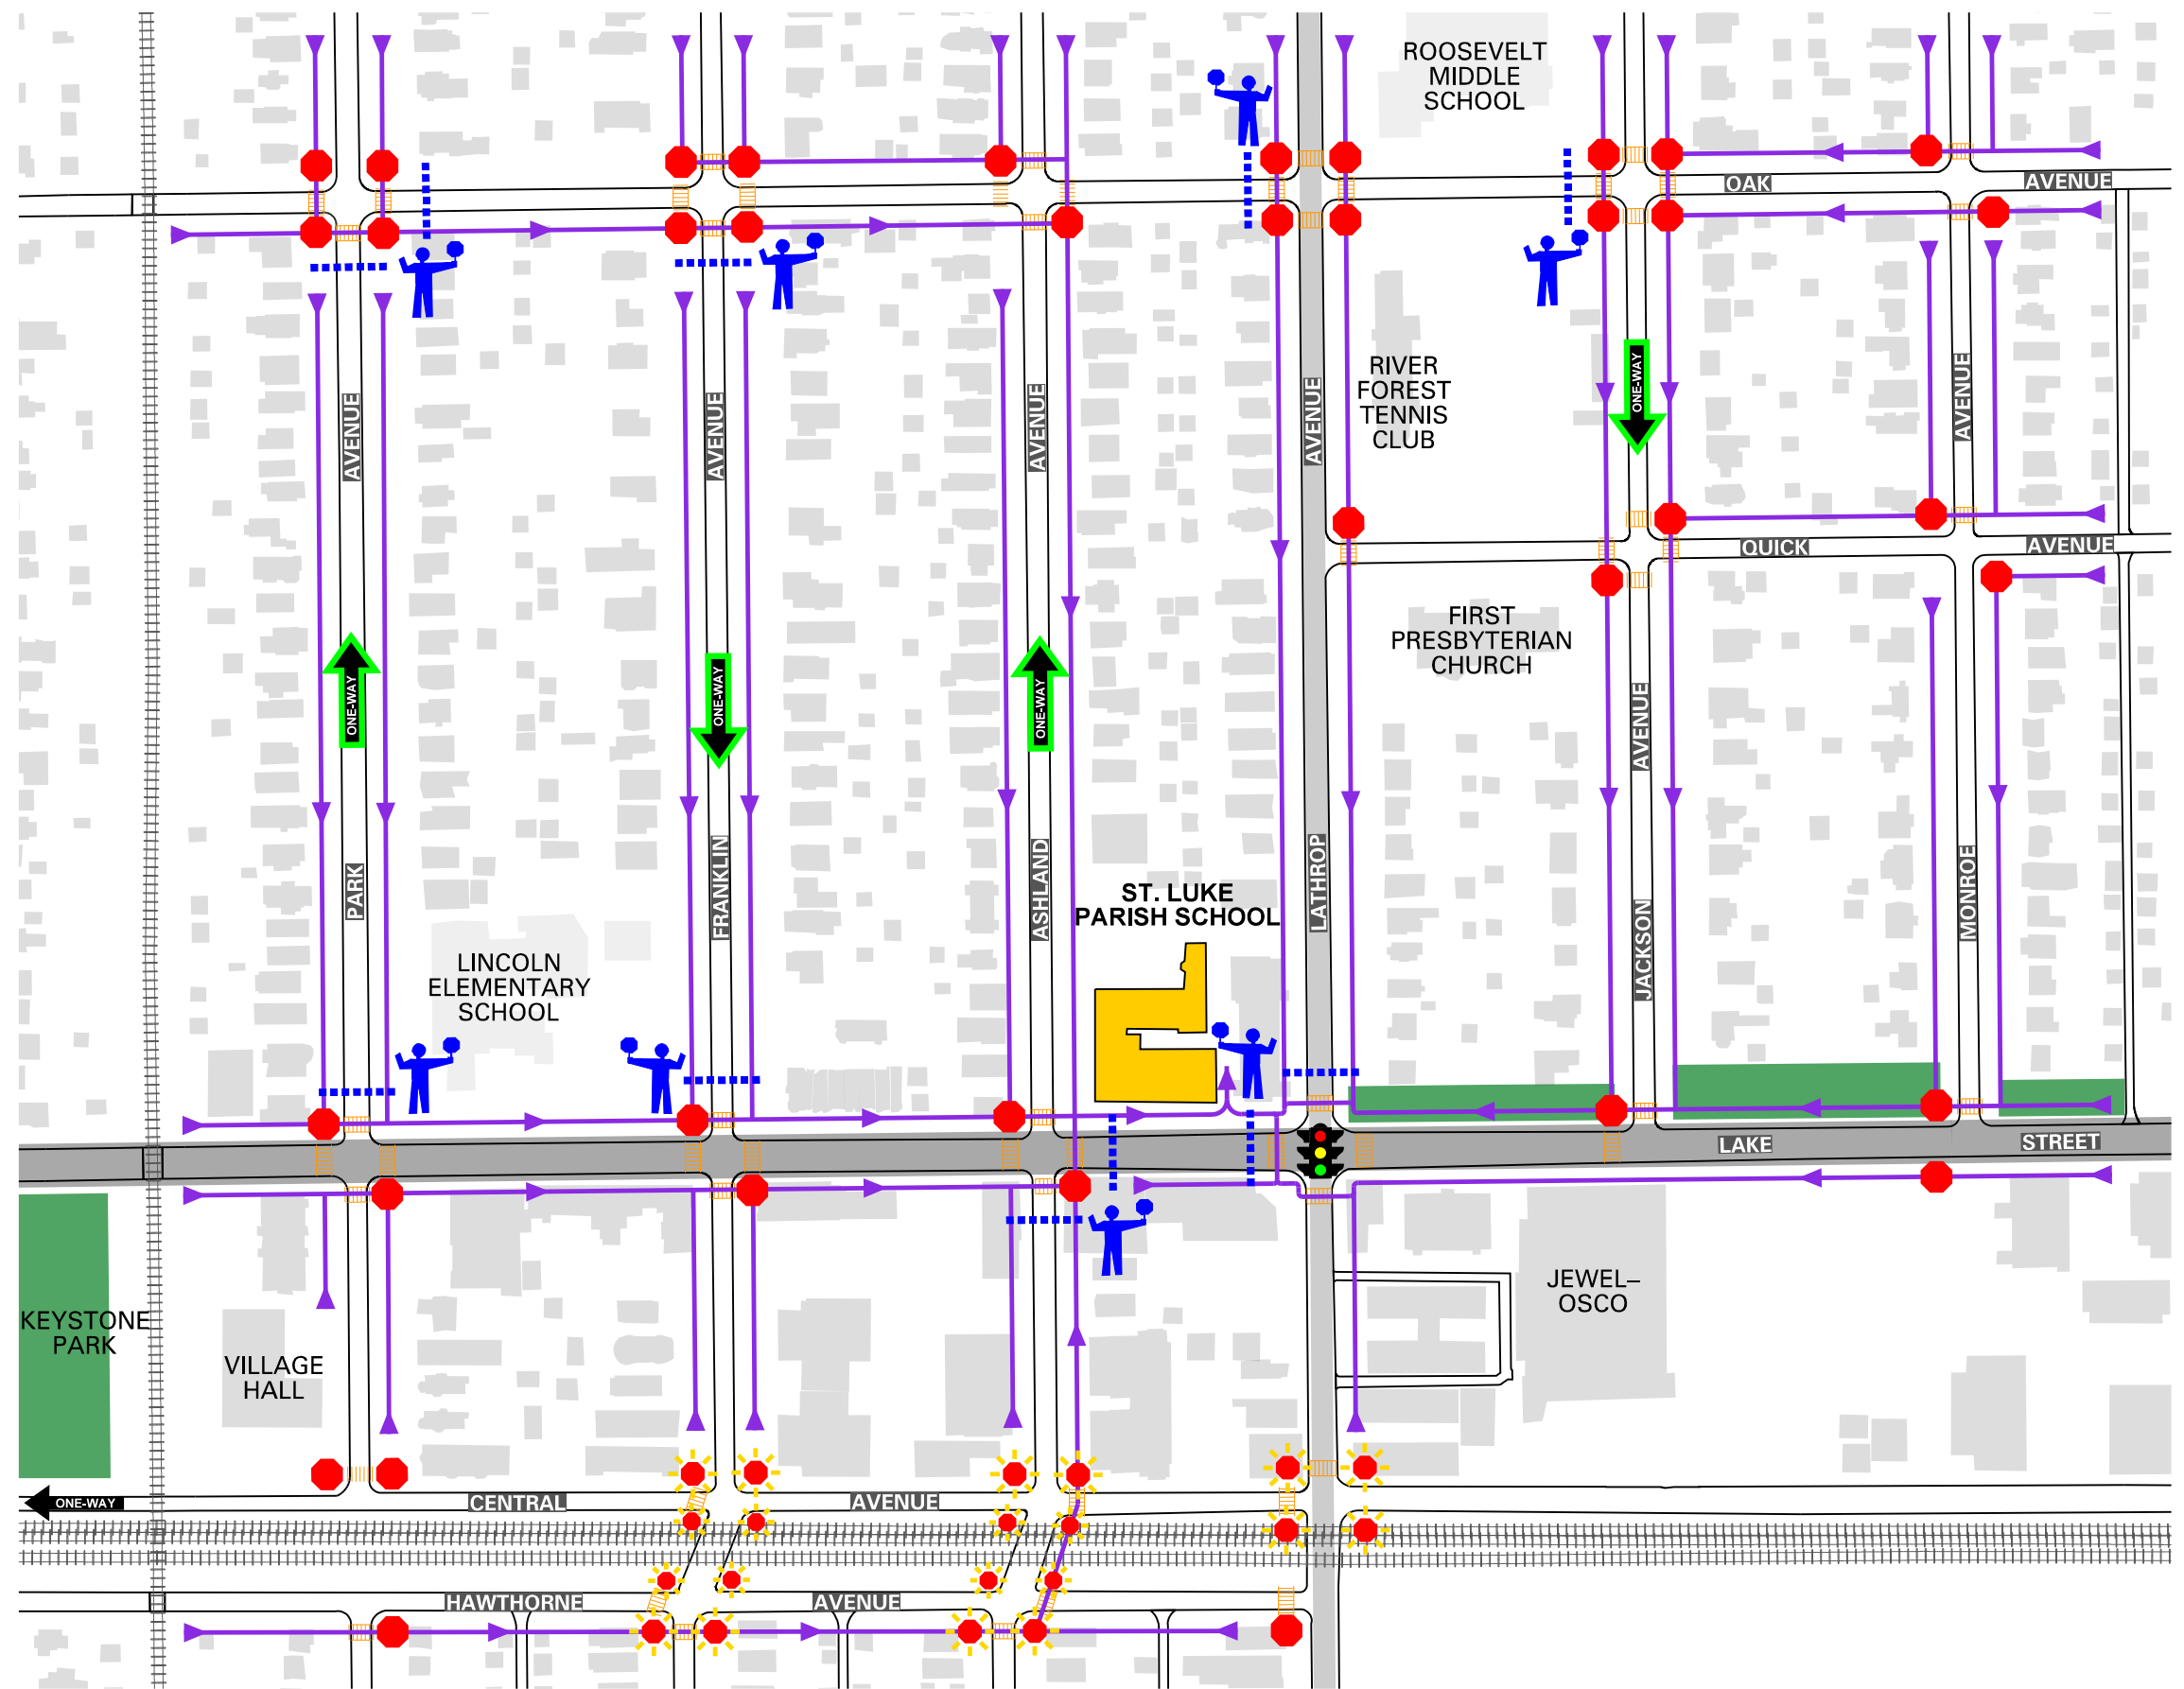 ROOSEVELT
MIDDLE
SCHOOL
OAK
AVENUE
RIVER
FOREST
TENNIS
CLUB
ONE-WAY
AVENUE
AVENUE
AVENUE
AVENUE
AVENUE
QUICK
AVENUE
FIRST
PRESBYTERIAN
CHURCH
ONE-WAY
ONE-WAY
ONE-WAY
AVENUE
PARK
FRANKLIN
ASHLAND
LATHROP
JACKSON
MONROE
ST. LUKE
PARISH SCHOOL
LINCOLN
ELEMENTARY
SCHOOL
LAKE
STREET
KEYSTONE
PARK
VILLAGE
HALL
JEWEL–
OSCO
ONE-WAY
CENTRAL
AVENUE
HAWTHORNE
AVENUE